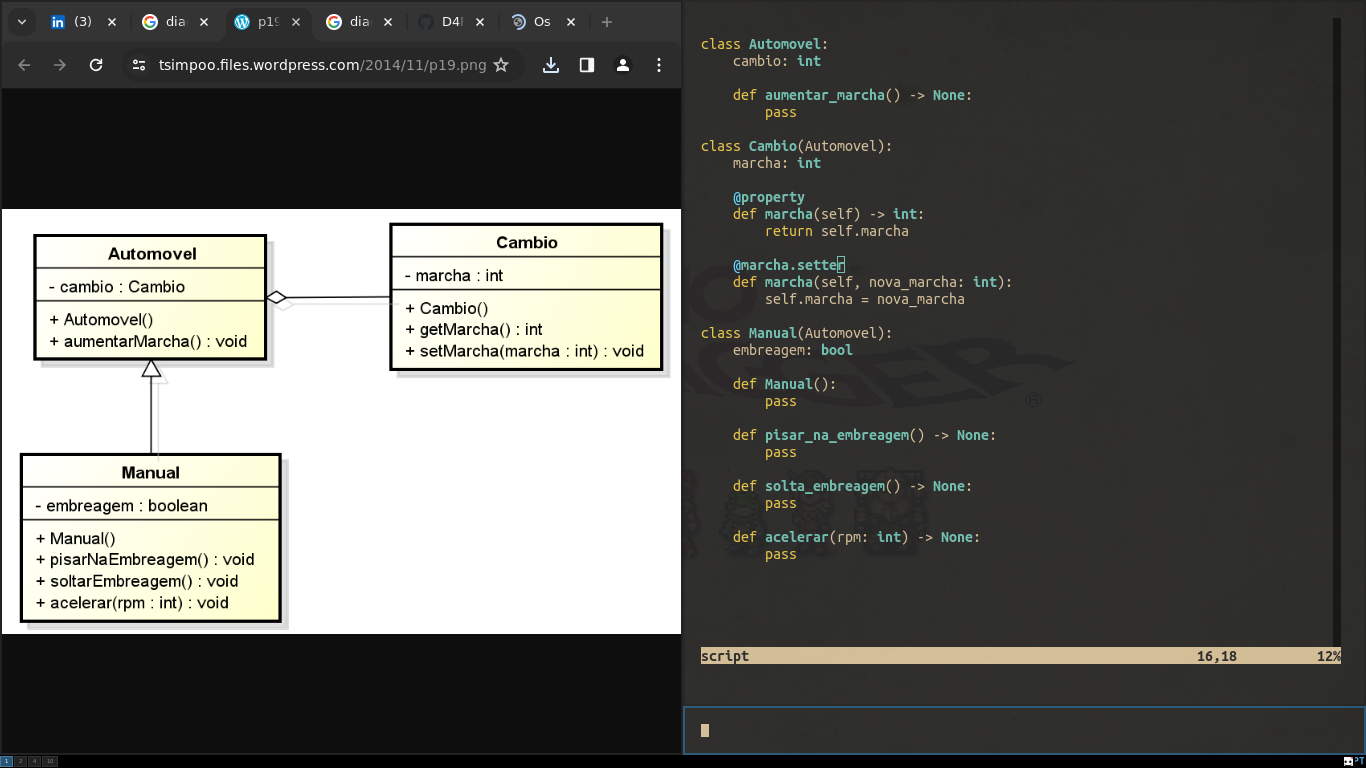 (3)
dia
p19
dia
D4F
Os
tsimpoo.files.wordpress.com/2014/11/p19.png
Automovel
- cambio : Cambio
+ Automovel()
+ aumentarMarcha() : void
Cambio
- marcha : int
+ Cambio()
+ getMarcha() : int
+ setMarcha(marcha : int) : void
Manual
- embreagem : boolean
+ Manual()
+ pisarNaEmbreagem() : void
+ soltarEmbreagem() : void
+ acelerar(rpm : int) : void
class Automovel:
cambio: int
def aumentar_marcha() -> None:
pass
class Cambio(Automovel):
marcha: int
@property
def marcha(self) -> int:
return self.marcha
@marcha.setter
def marcha(self, nova_marcha: int):
self.marcha = nova_marcha
class Manual(Automovel):
embreagem: bool
def Manual():
pass
def pisar_na_embreagem() -> None:
pass
def solta_embreagem() -> None:
pass
def acelerar(rpm: int) -> None:
pass
script 16,18 12%
1 2 4 10
PT